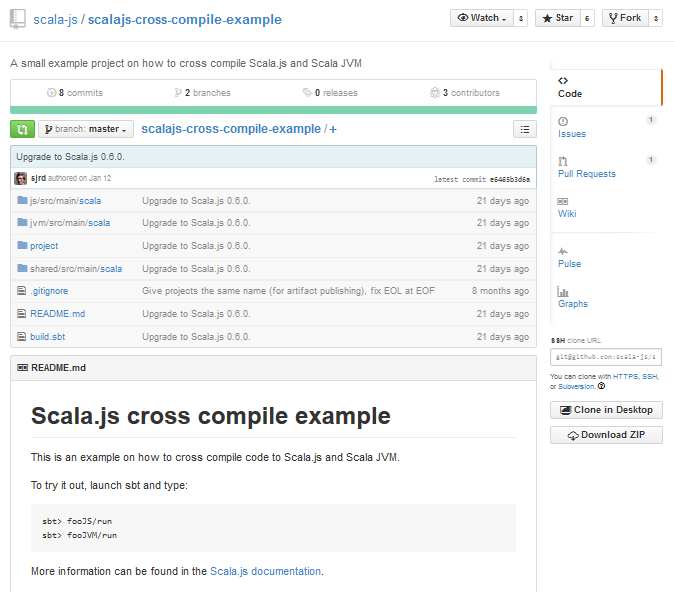 scala-js / scalajs-cross-compile-example
Watch 3
Star 6
Fork 3
A small example project on how to cross compile Scala.js and Scala JVM
8 commits
2 branches
0 releases
3 contributors
branch: master
scalajs-cross-compile-example / +
Upgrade to Scala.js 0.6.0.
sjrd authored on Jan 12
latest commit e6465b3d6a
js/src/main/scala Upgrade to Scala.js 0.6.0. 21 days ago
jvm/src/main/scala Upgrade to Scala.js 0.6.0. 21 days ago
project Upgrade to Scala.js 0.6.0. 21 days ago
shared/src/main/scala Upgrade to Scala.js 0.6.0. 21 days ago
.gitignore Give projects the same name (for artifact publishing), fix EOL at EOF 8 months ago
README.md Upgrade to Scala.js 0.6.0. 21 days ago
build.sbt Upgrade to Scala.js 0.6.0. 21 days ago
README.md
Scala.js cross compile example
This is an example on how to cross compile code to Scala.js and Scala JVM.
To try it out, launch sbt and type:
sbt> fooJS/run
sbt> fooJVM/run
More information can be found in the Scala.js documentation.
Code
Issues 1
Pull Requests 1
Wiki
Pulse
Graphs
SSH clone URL
git@github.com:scala-js/s
You can clone with HTTPS, SSH,
or Subversion.
Clone in Desktop
Download ZIP